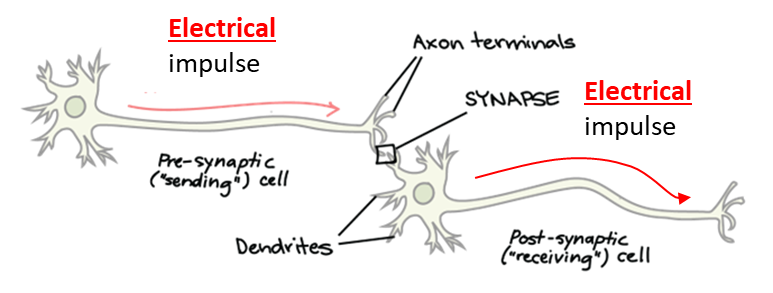 Electrical
impulse
Axon terminals
SYNAPSE
Electrical
impulse
Pre-synaptic
("sending") cell
Dendrites
Post-synaptic
("receiving") cell